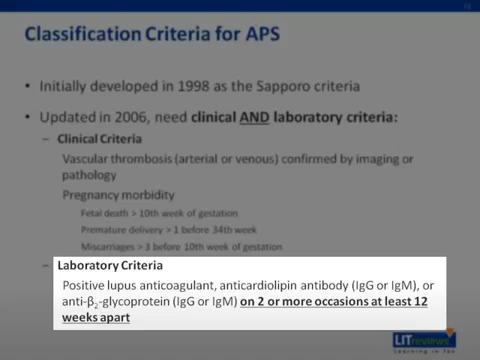 Classification Criteria for APS
• Initially developed in 1998 as the Sapporo criteria
• Updated in 2006, need clinical AND laboratory criteria:
– Clinical Criteria
Vascular thrombosis (arterial or venous) confirmed by imaging or
pathology
Pregnancy morbidity
Fetal death > 10th week of gestation
Premature delivery > 1 before 34th week
Miscarriages > 3 before 10th week of gestation
– Laboratory Criteria
Positive lupus anticoagulant, anticardiolipin antibody (IgG or IgM), or
anti-β₂-glycoprotein (IgG or IgM) on 2 or more occasions at least 12
weeks apart
LITreviews
Learning in Ten